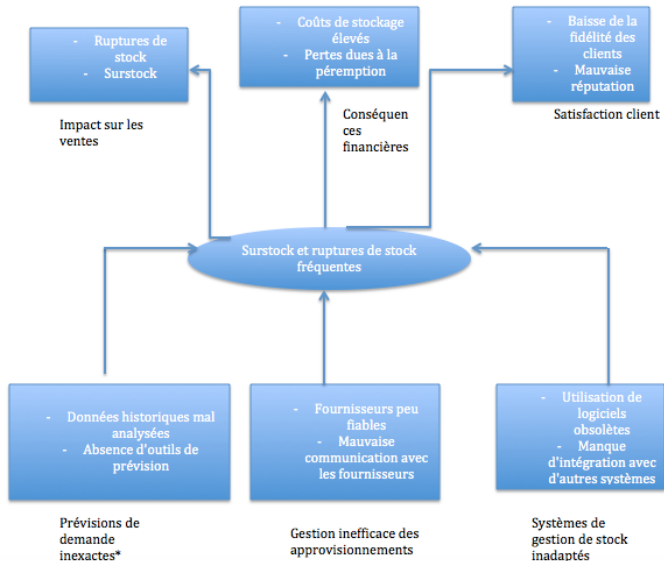 - Ruptures de
stock
- Surstock
Impact sur les
ventes
- Coûts de stockage
élevés
- Pertes dues à la
péremption
Conséquen
ces
financières
- Baisse de la
fidélité des
clients
- Mauvaise
réputation
Satisfaction client
Surstock et ruptures de stock
fréquentes
- Données historiques mal
analysées
- Absence d'outils de
prévision
Prévisions de
demande
inexactes*
- Fournisseurs peu
fiables
- Mauvaise
communication avec
les fournisseurs
Gestion inefficace des
approvisionnements
- Utilisation de
logiciels
obsolètes
- Manque
d'intégration avec
d'autres systèmes
Systèmes de
gestion de stock
inadaptés